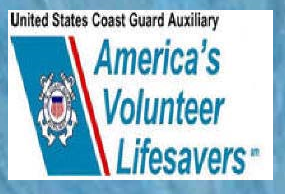 United States Coast Guard Auxiliary
America's
Volunteer
Lifesavers